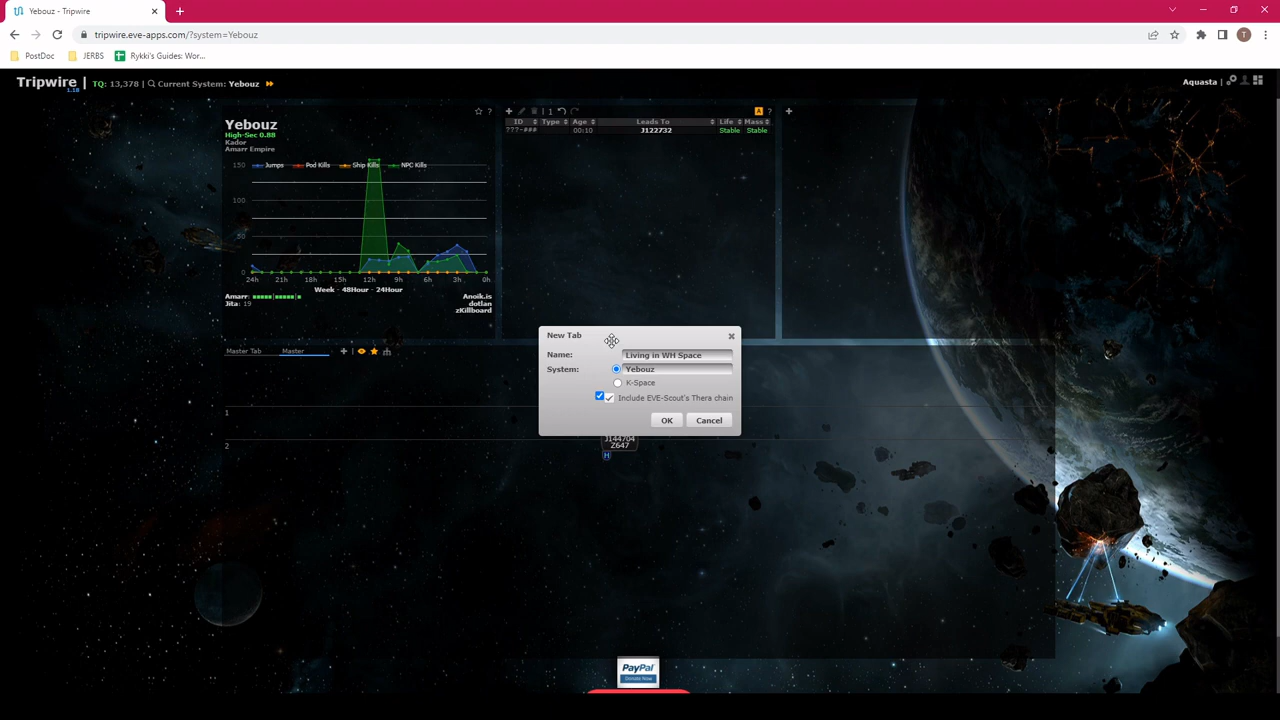 Yebouz - Tripwire
tripwire.eve-apps.com/?system=Yebouz
T
PostDoc JERBS Rykki's Guides: Wor...
Tripwire | TQ: 13,378 | Current System: Yebouz
1.18
Aquasta
Yebouz
High-Sec 0.88
Kador
Amarr Empire
Jumps Pod Kills Ship Kills NPC Kills
150
100
50
0
24h 21h 18h 15h 12h 9h 6h 3h 0h
Week - 48Hour - 24Hour
Amarr:
Jita: 19
Anoik.is
dotlan
zKillboard
1 A ?
ID Type Age Leads To Life Mass
???-### 00:10 J122732 Stable Stable
?
Master Tab Master
1
2
New Tab
Name: Living in WH Space
System: Yebouz
K-Space
Include EVE-Scout's Thera chain
OK Cancel
J144704
Z647
H
PayPal
Donate Now